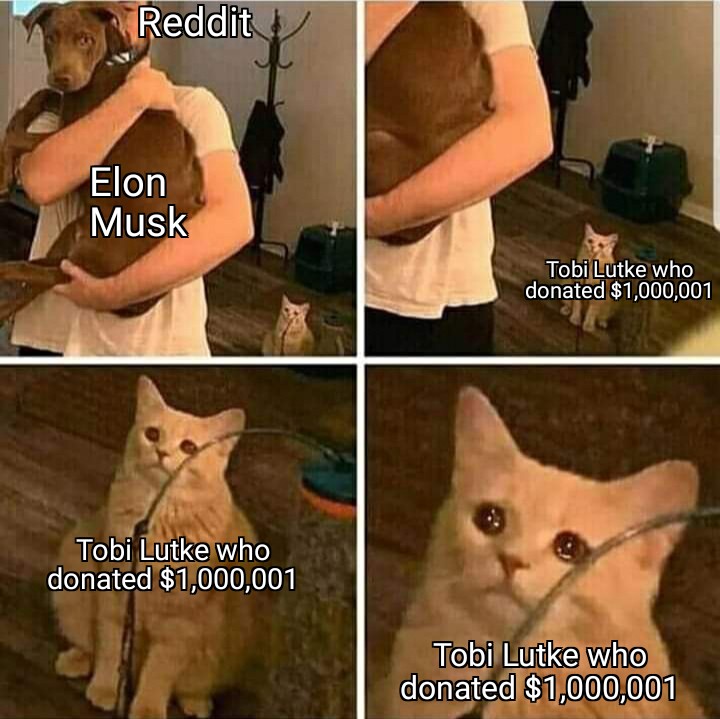 Reddit
Elon
Musk
Tobi Lutke who
donated $1,000,001
Tobi Lutke who
donated $1,000,001
Tobi Lutke who
donated $1,000,001